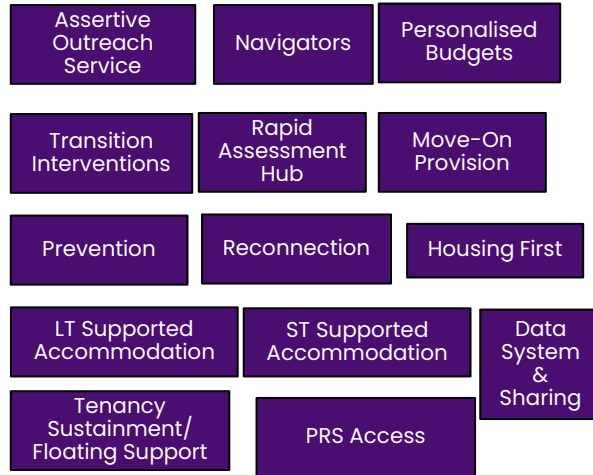 Assertive
Outreach
Service
Navigators
Personalised
Budgets
Transition
Interventions
Rapid
Assessment
Hub
Move-On
Provision
Prevention
Reconnection
Housing First
LT Supported
Accommodation
ST Supported
Accommodation
Data
System
&
Sharing
Tenancy
Sustainment/
Floating Support
PRS Access